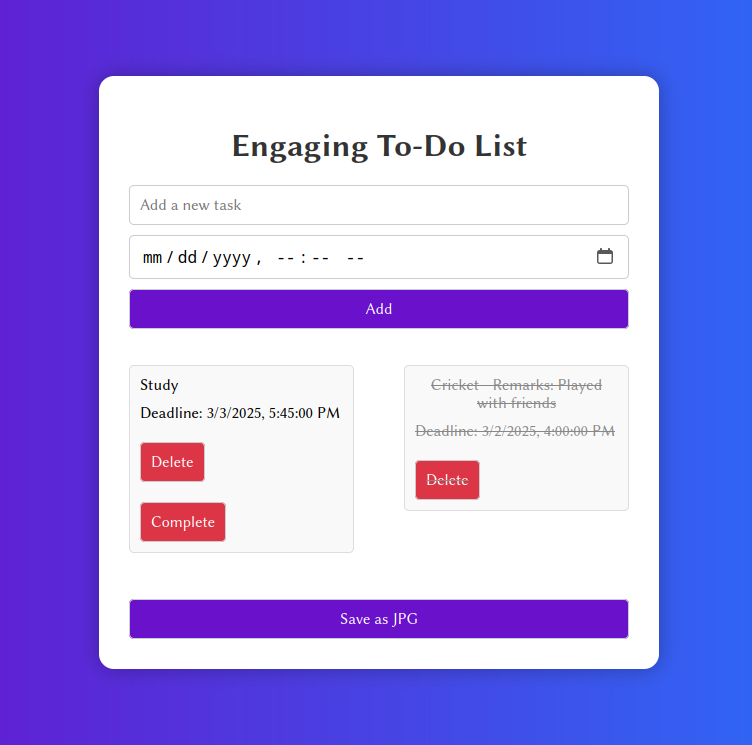 Engaging To-Do List
Add a new task
mm/dd/yyyy, --:-- --
Add
Study
Deadline: 3/3/2025, 5:45:00 PM
Delete
Complete
Cricket - Remarks: Played
with friends
Deadline: 3/2/2025, 4:00:00 PM
Delete
Save as JPG